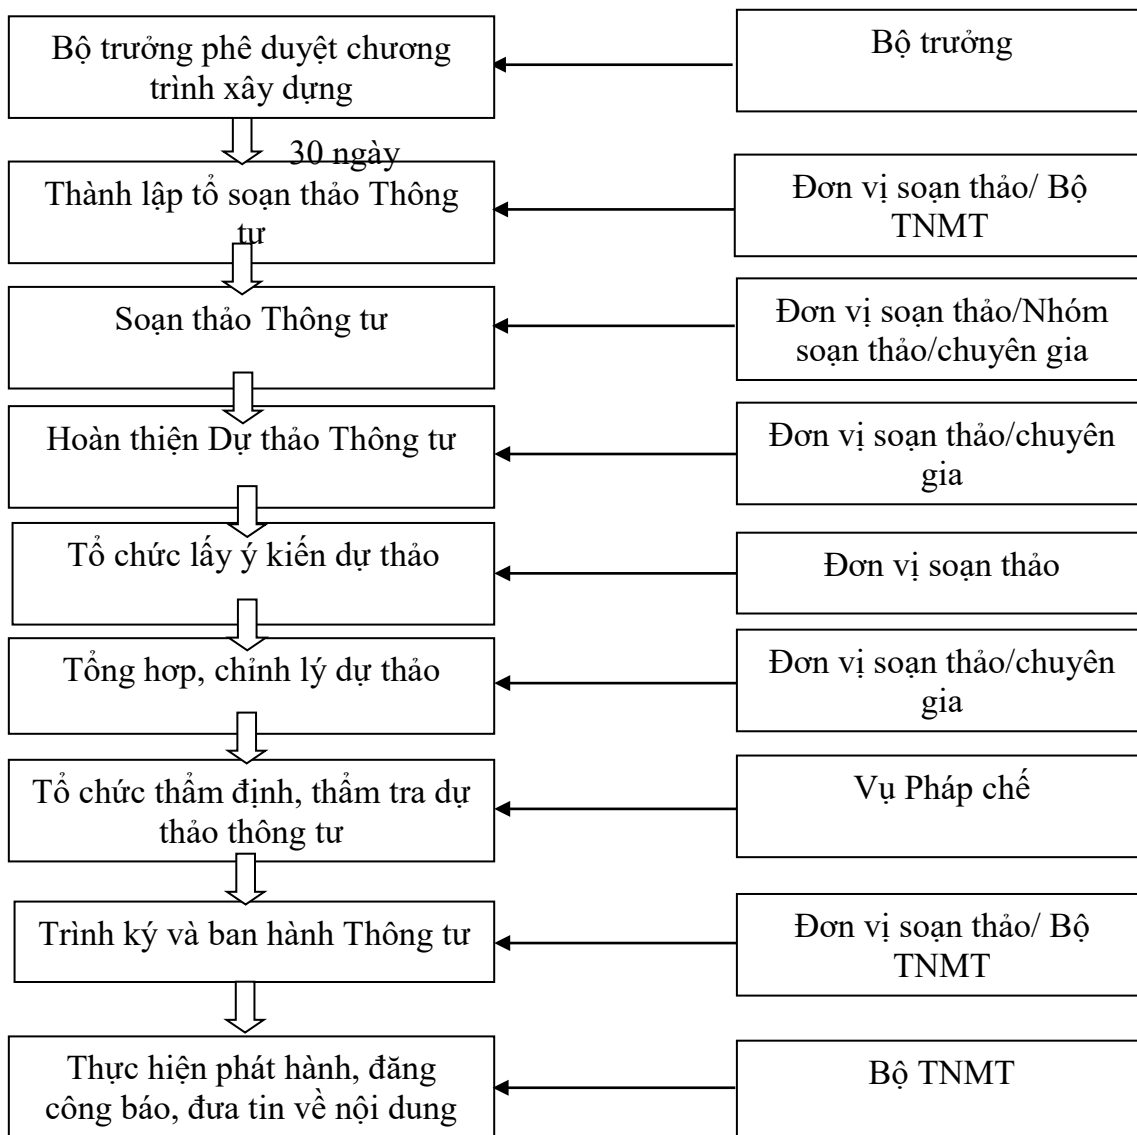 Bộ trưởng phê duyệt chương
trình xây dựng
Bộ trưởng
30 ngày
Thành lập tổ soạn thảo Thông
tư
Đơn vị soạn thảo/ Bộ
TNMT
Soạn thảo Thông tư
Đơn vị soạn thảo/Nhóm
soạn thảo/chuyên gia
Hoàn thiện Dự thảo Thông tư
Đơn vị soạn thảo/chuyên
gia
Tổ chức lấy ý kiến dự thảo
Đơn vị soạn thảo
Tổng hơp, chỉnh lý dự thảo
Đơn vị soạn thảo/chuyên
gia
Tổ chức thẩm định, thẩm tra dự
thảo thông tư
Vụ Pháp chế
Trình ký và ban hành Thông tư
Đơn vị soạn thảo/ Bộ
TNMT
Thực hiện phát hành, đăng
công báo, đưa tin về nội dung
Bộ TNMT